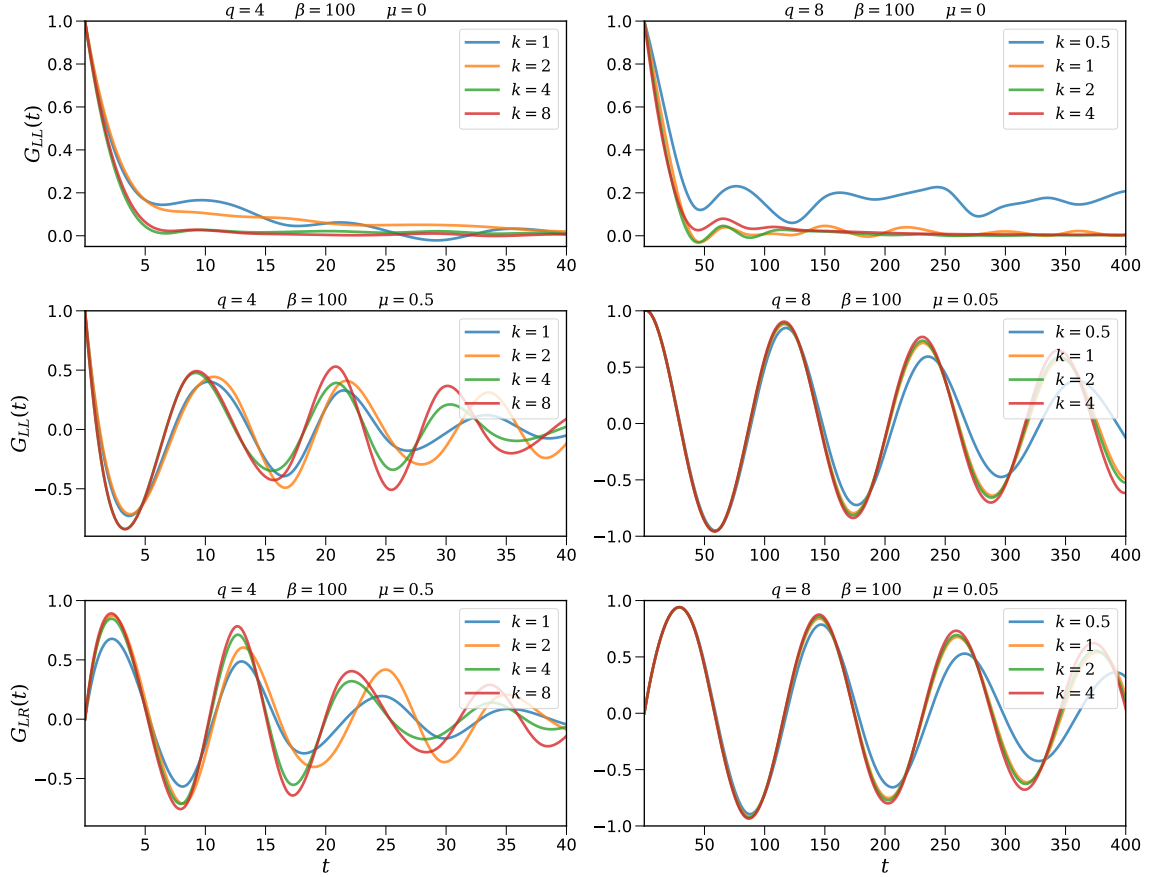 q = 4 β = 100 μ = 0
G_LL(t)
1.0
0.8
0.6
0.4
0.2
0.0
k = 1
k = 2
k = 4
k = 8
5 10 15 20 25 30 35 40
q = 8 β = 100 μ = 0
1.0
0.8
0.6
0.4
0.2
0.0
k = 0.5
k = 1
k = 2
k = 4
50 100 150 200 250 300 350 400
q = 4 β = 100 μ = 0.5
G_LL(t)
1.0
0.5
0.0
−0.5
k = 1
k = 2
k = 4
k = 8
5 10 15 20 25 30 35 40
q = 8 β = 100 μ = 0.05
1.0
0.5
0.0
−0.5
−1.0
k = 0.5
k = 1
k = 2
k = 4
50 100 150 200 250 300 350 400
q = 4 β = 100 μ = 0.5
G_LR(t)
1.0
0.5
0.0
−0.5
k = 1
k = 2
k = 4
k = 8
5 10 15 20 25 30 35 40
t
q = 8 β = 100 μ = 0.05
1.0
0.5
0.0
−0.5
−1.0
k = 0.5
k = 1
k = 2
k = 4
50 100 150 200 250 300 350 400
t